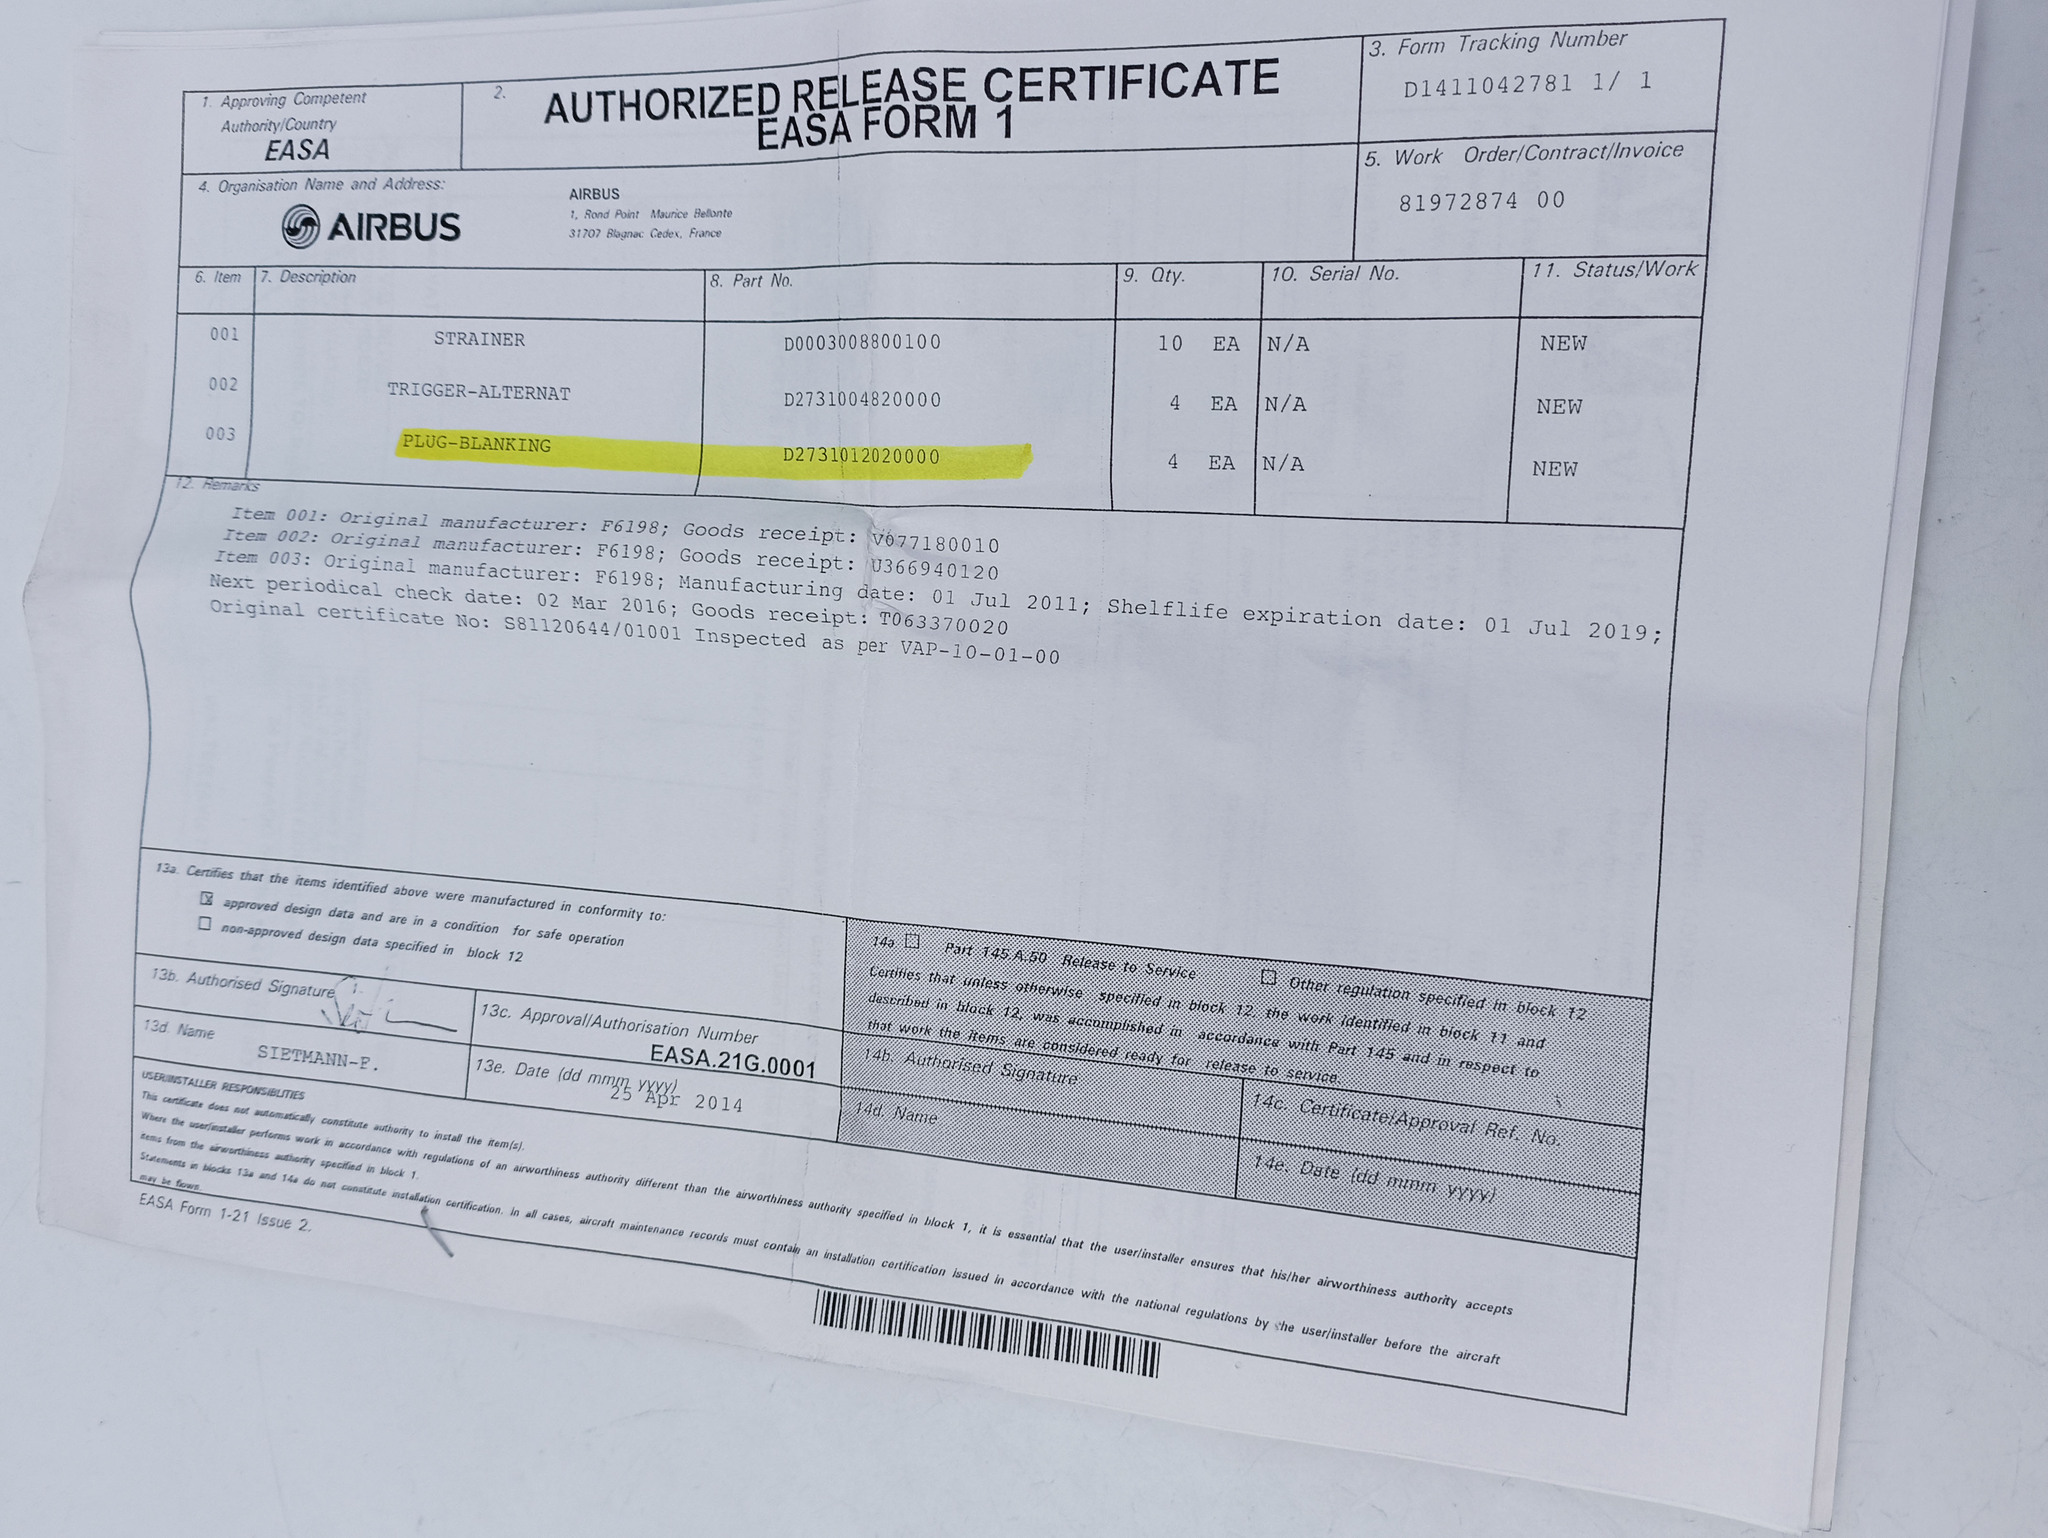 1. Approving Competent
Authority/Country
EASA
2.
AUTHORIZED RELEASE CERTIFICATE
EASA FORM 1
3. Form Tracking Number
D1411042781 1/ 1
4. Organisation Name and Address:
AIRBUS
AIRBUS
1, Rond Point Maurice Bellonte
31707 Blagnac Cedex, France
5. Work Order/Contract/Invoice
81972874 00
6. Item 7. Description 8. Part No. 9. Qty. 10. Serial No. 11. Status/Work
001 STRAINER D0003008800100 10 EA N/A NEW
002 TRIGGER-ALTERNAT D2731004820000 4 EA N/A NEW
003 PLUG-BLANKING D2731012020000 4 EA N/A NEW
12. Remarks
Item 001: Original manufacturer: F6198; Goods receipt: V077180010
Item 002: Original manufacturer: F6198; Goods receipt: U366940120
Item 003: Original manufacturer: F6198; Manufacturing date: 01 Jul 2011; Shelflife expiration date: 01 Jul 2019;
Next periodical check date: 02 Mar 2016; Goods receipt: T063370020
Original certificate No: S81120644/01001 Inspected as per VAP-10-01-00
13a. Certifies that the items identified above were manufactured in conformity to:
approved design data and are in a condition for safe operation
non-approved design data specified in block 12
13b. Authorised Signature
13c. Approval/Authorisation Number
EASA.21G.0001
13d. Name
SIETMANN-F.
13e. Date (dd mmm yyyy)
25 Apr 2014
14a Part 145.A.50 Release to Service Other regulation specified in block 12
Certifies that unless otherwise specified in block 12, the work identified in block 11 and
described in block 12, was accomplished in accordance with Part 145 and in respect to
that work the items are considered ready for release to service.
14b. Authorised Signature
14c. Certificate/Approval Ref. No.
14d. Name
14e. Date (dd mmm yyyy)
USER/INSTALLER RESPONSIBILITIES
This certificate does not automatically constitute authority to install the item(s).
Where the user/installer performs work in accordance with regulations of an airworthiness authority different than the airworthiness authority specified in block 1, it is essential that the user/installer ensures that his/her airworthiness authority accepts
items from the airworthiness authority specified in block 1.
Statements in blocks 13a and 14a do not constitute installation certification. In all cases, aircraft maintenance records must contain an installation certification issued in accordance with the national regulations by the user/installer before the aircraft
may be flown.
EASA Form 1-21 Issue 2.